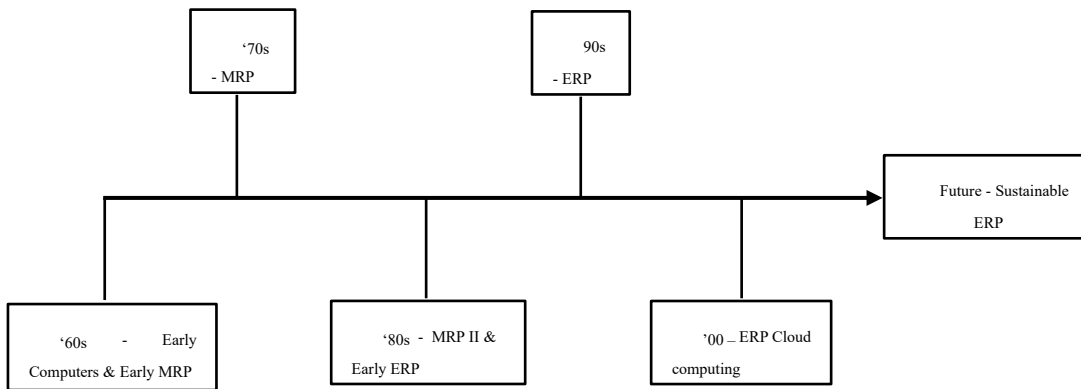 ‘70s
- MRP
90s
- ERP
Future - Sustainable
ERP
‘60s - Early
Computers & Early MRP
‘80s - MRP II &
Early ERP
’00 – ERP Cloud
computing